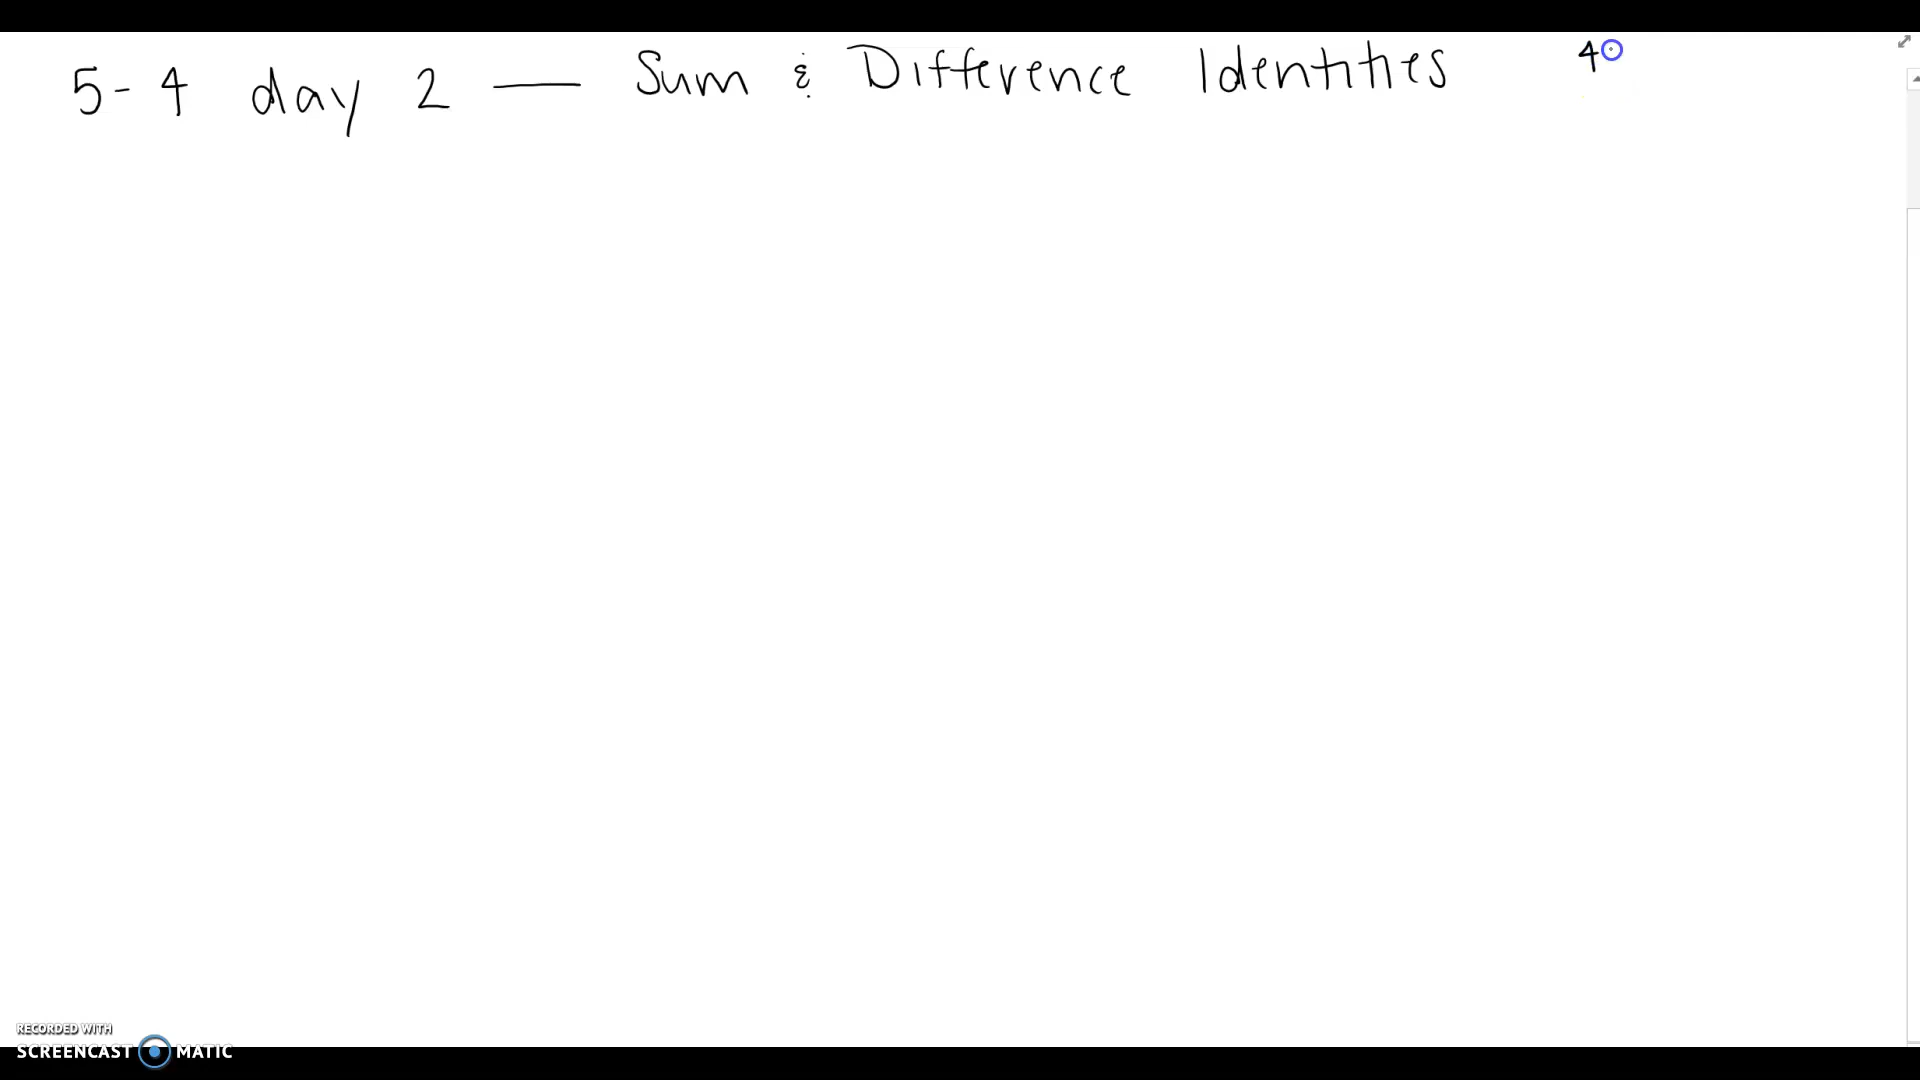 5-4 day 2 — Sum & Difference Identities 4
RECORDED WITH
SCREENCAST MATIC